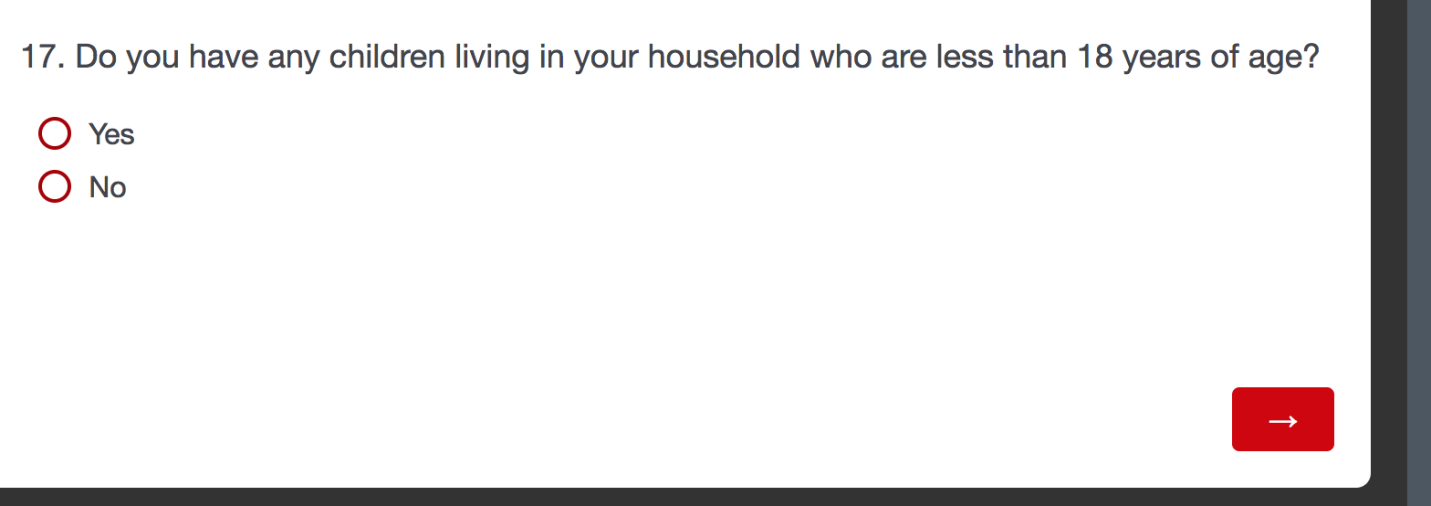 17. Do you have any children living in your household who are less than 18 years of age?
Yes
No
→